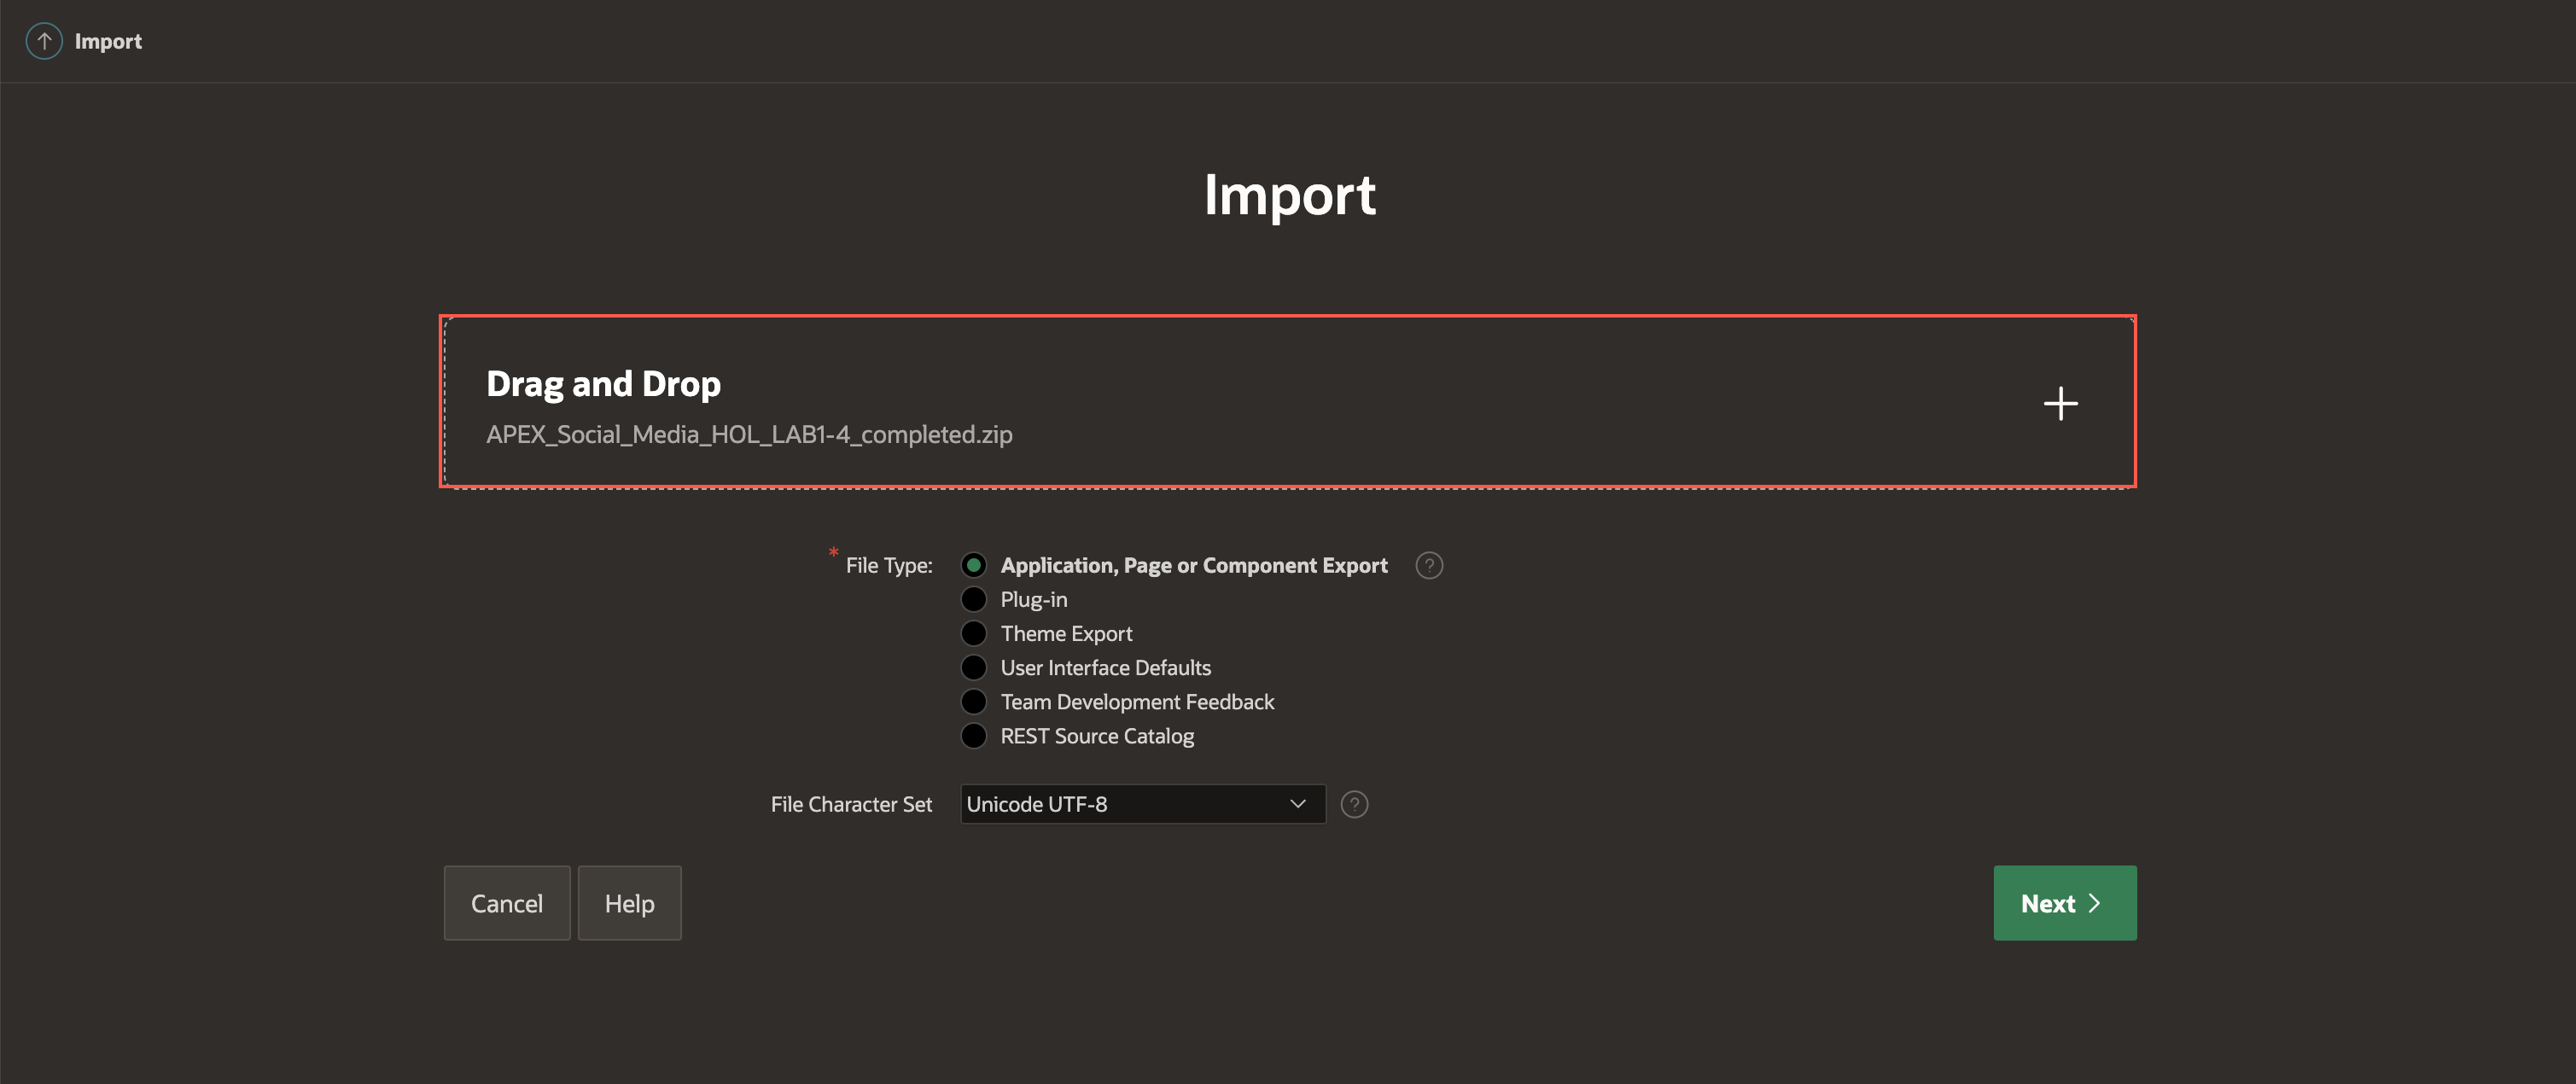 Import
Import
Drag and Drop
APEX_Social_Media_HOL_LAB1-4_completed.zip
* File Type:
Application, Page or Component Export ?
Plug-in
Theme Export
User Interface Defaults
Team Development Feedback
REST Source Catalog
File Character Set Unicode UTF-8 ?
Cancel Help Next